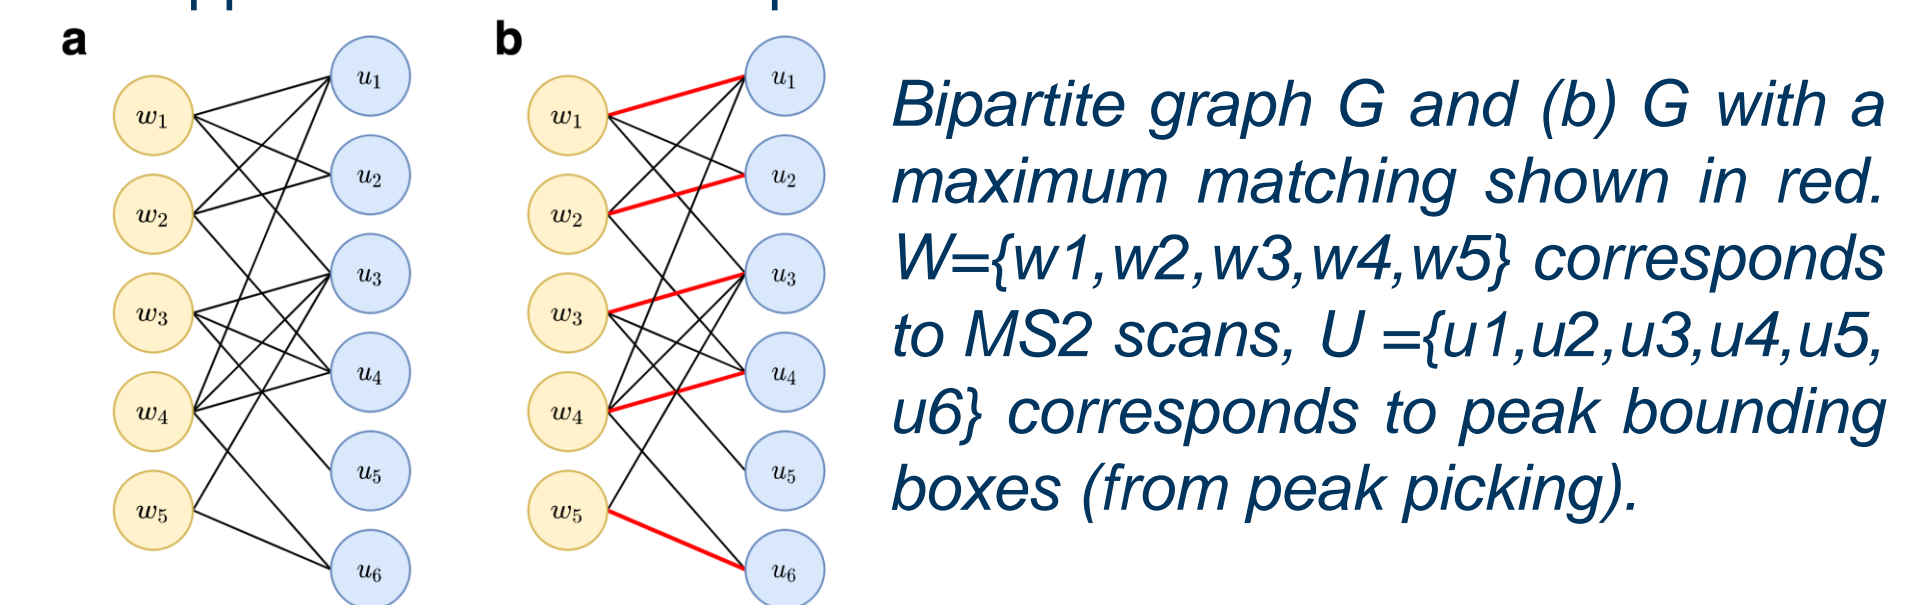 a
b
w1
w2
w3
w4
w5
u1
u2
u3
u4
u5
u6
w1
w2
w3
w4
w5
u1
u2
u3
u4
u5
u6
Bipartite graph G and (b) G with a
maximum matching shown in red.
W={w1,w2,w3,w4,w5} corresponds
to MS2 scans, U ={u1,u2,u3,u4,u5,
u6} corresponds to peak bounding
boxes (from peak picking).